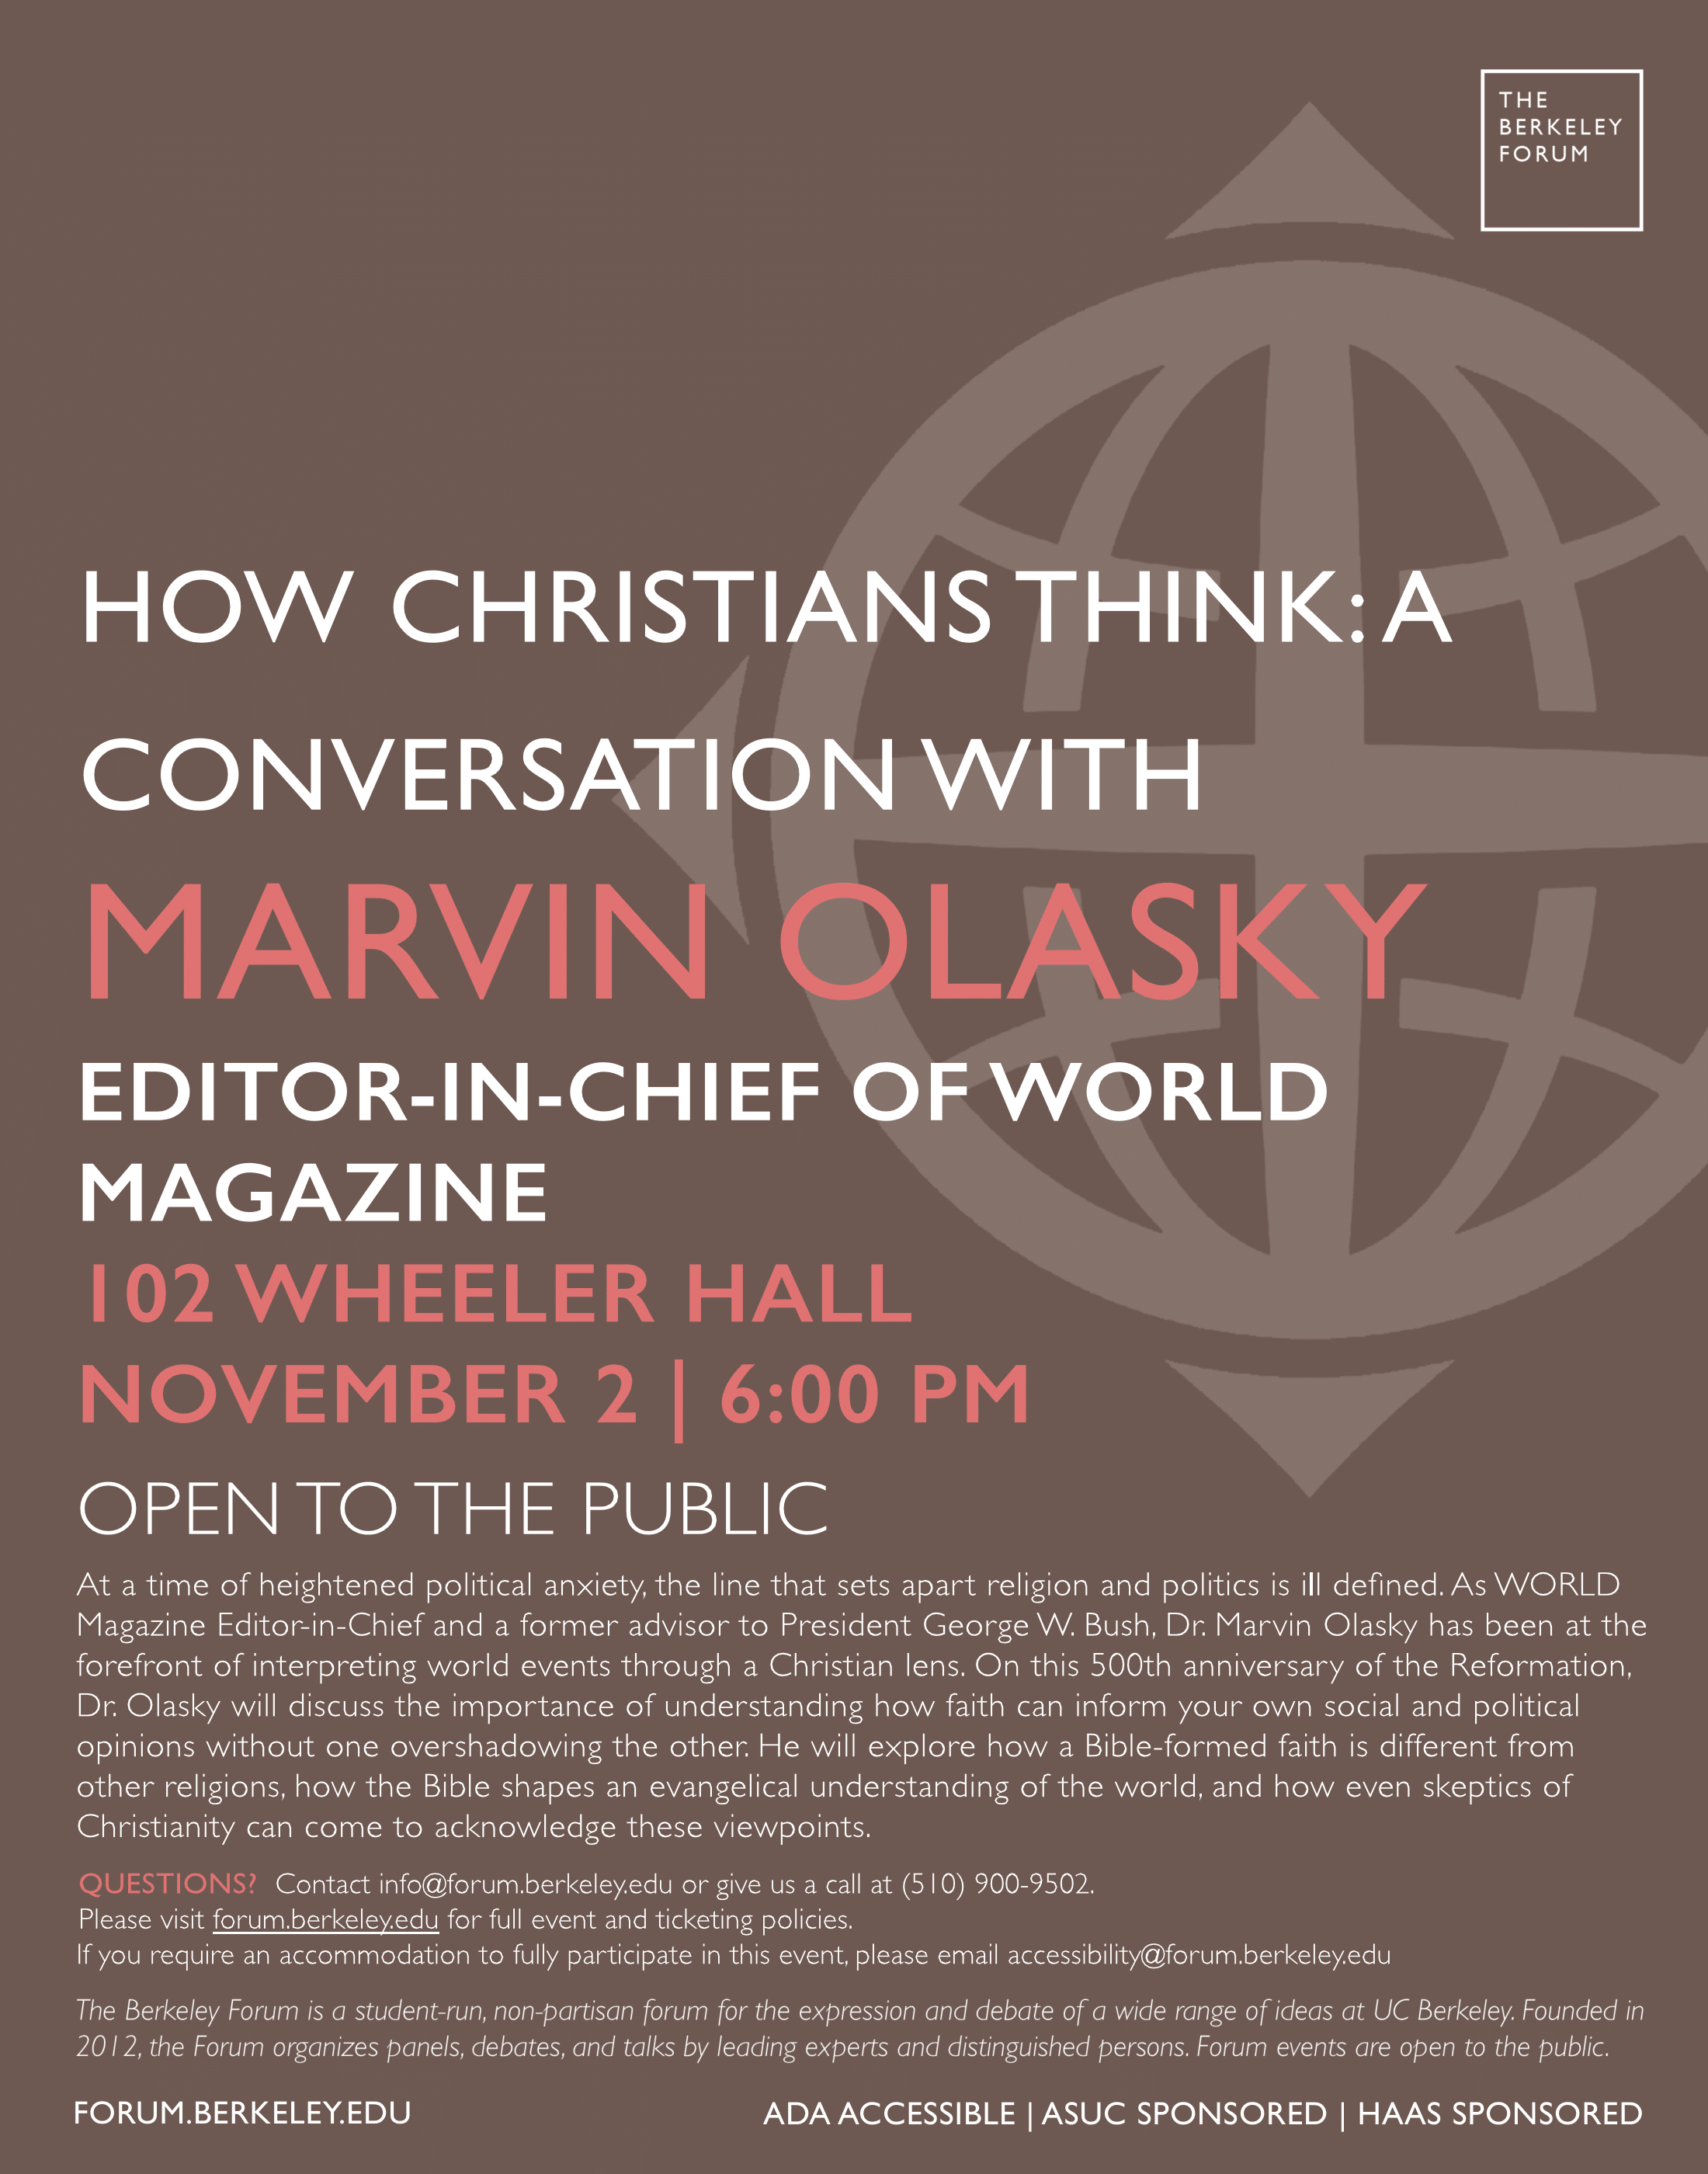 THE
BERKELEY
FORUM
HOW CHRISTIANS THINK: A
CONVERSATION WITH
MARVIN OLASKY
EDITOR-IN-CHIEF OF WORLD
MAGAZINE
102 WHEELER HALL
NOVEMBER 2 | 6:00 PM
OPEN TO THE PUBLIC
At a time of heightened political anxiety, the line that sets apart religion and politics is ill defined. As WORLD
Magazine Editor-in-Chief and a former advisor to President George W. Bush, Dr. Marvin Olasky has been at the
forefront of interpreting world events through a Christian lens. On this 500th anniversary of the Reformation,
Dr. Olasky will discuss the importance of understanding how faith can inform your own social and political
opinions without one overshadowing the other. He will explore how a Bible-formed faith is different from
other religions, how the Bible shapes an evangelical understanding of the world, and how even skeptics of
Christianity can come to acknowledge these viewpoints.
QUESTIONS? Contact info@forum.berkeley.edu or give us a call at (510) 900-9502.
Please visit forum.berkeley.edu for full event and ticketing policies.
If you require an accommodation to fully participate in this event, please email accessibility@forum.berkeley.edu
The Berkeley Forum is a student-run, non-partisan forum for the expression and debate of a wide range of ideas at UC Berkeley. Founded in
2012, the Forum organizes panels, debates, and talks by leading experts and distinguished persons. Forum events are open to the public.
FORUM.BERKELEY.EDU
ADA ACCESSIBLE | ASUC SPONSORED | HAAS SPONSORED